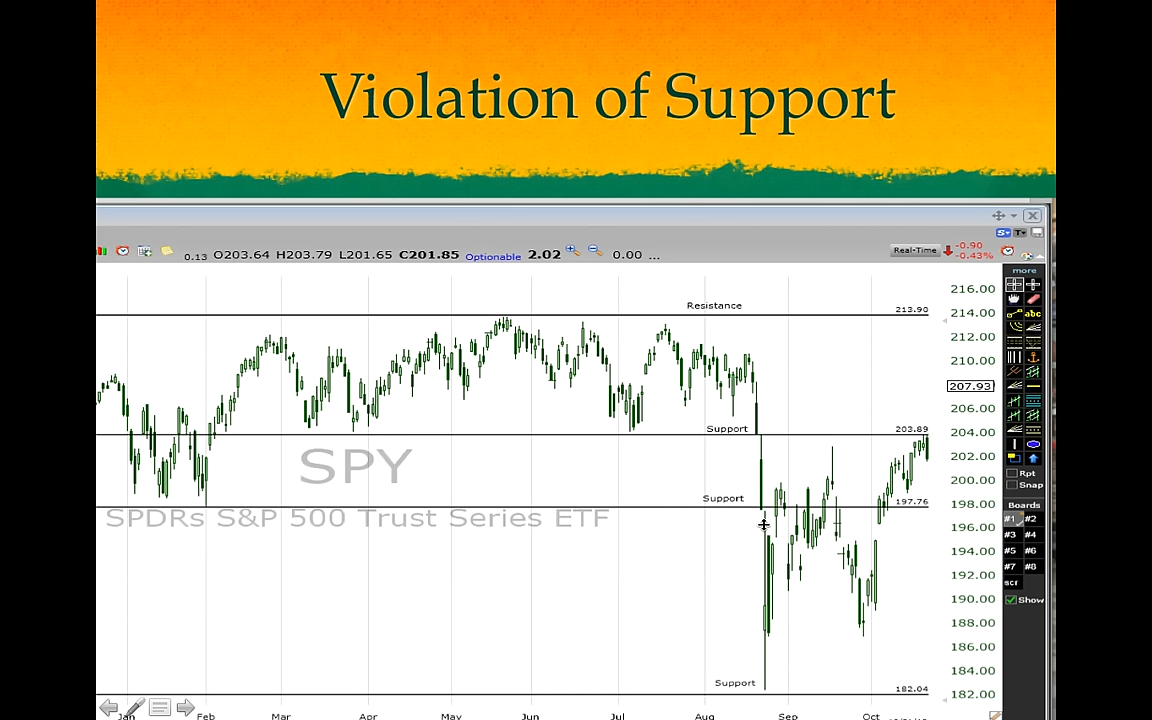 Violation of Support
0.13 O203.64 H203.79 L201.65 C201.85 Optionable 2.02 0.00 ...
Real-Time -0.90
-0.43%
more
abc
Resistance
213.90
216.00
214.00
212.00
210.00
207.93
206.00
Support
203.89
204.00
SPY
202.00
200.00
Support
197.76
198.00
SPDRs S&P 500 Trust Series ETF
196.00
194.00
192.00
190.00
188.00
186.00
184.00
Support
182.04
182.00
Rpt
Snap
Boards
#1 #2
#3 #4
#5 #6
#7 #8
scr
Show
Jan Feb Mar Apr May Jun Jul Aug Sep Oct